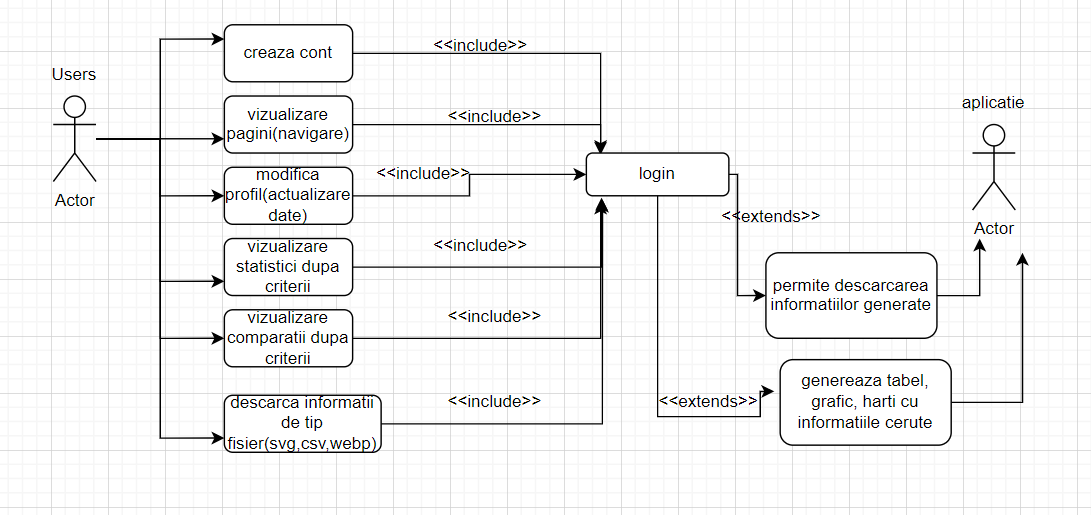 Users
Actor
creaza cont
<<include>>
vizualizare
pagini(navigare)
<<include>>
modifica
profil(actualizare
date)
<<include>>
vizualizare
statistici dupa
criterii
<<include>>
vizualizare
comparatii dupa
criterii
<<include>>
descarca informatii
de tip
fisier(svg,csv,webp)
<<include>>
login
<<extends>>
<<extends>>
permite descarcarea
informatiilor generate
genereaza tabel,
grafic, harti cu
informatiile cerute
aplicatie
Actor